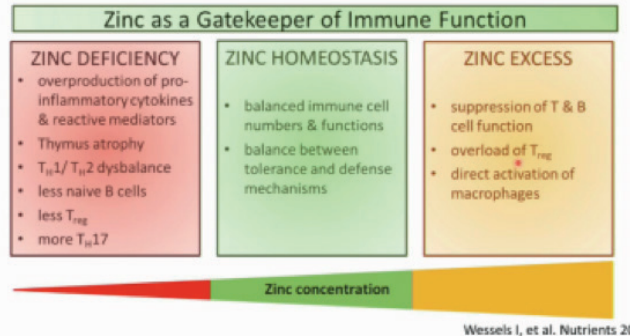 Zinc as a Gatekeeper of Immune Function
ZINC DEFICIENCY
• overproduction of pro-
inflammatory cytokines
& reactive mediators
• Thymus atrophy
• TH1/ TH2 dysbalance
• less naive B cells
• less Treg
• more TH17
ZINC HOMEOSTASIS
• balanced immune cell
numbers & functions
• balance between
tolerance and defense
mechanisms
ZINC EXCESS
• suppression of T & B
cell function
• overload of Treg
• direct activation of
macrophages
Zinc concentration
Wessels I, et al. Nutrients